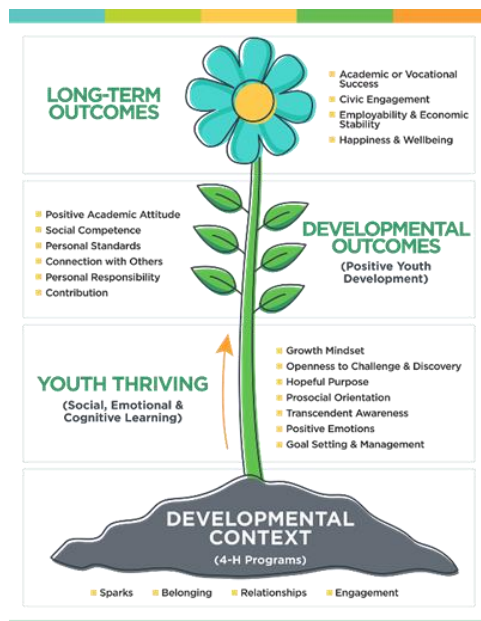 LONG-TERM
OUTCOMES
Academic or Vocational
Success
Civic Engagement
Employability & Economic
Stability
Happiness & Wellbeing
Positive Academic Attitude
Social Competence
Personal Standards
Connection with Others
Personal Responsibility
Contribution
DEVELOPMENTAL
OUTCOMES
(Positive Youth
Development)
YOUTH THRIVING
(Social, Emotional &
Cognitive Learning)
Growth Mindset
Openness to Challenge & Discovery
Hopeful Purpose
Prosocial Orientation
Transcendent Awareness
Positive Emotions
Goal Setting & Management
DEVELOPMENTAL
CONTEXT
(4-H Programs)
Sparks Belonging Relationships Engagement